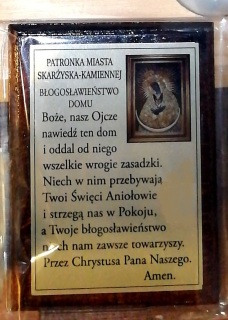 PATRONKA MIASTA
SKARŻYSKA-KAMIENNEJ
BŁOGOSŁAWIEŃSTWO
DOMU
Boże, nasz Ojcze
nawiedź ten dom
i oddal od niego
wszelkie wrogie zasadzki.
Niech w nim przebywają
Twoi Święci Aniołowie
i strzegą nas w Pokoju,
a Twoje błogosławieństwo
niech nam zawsze towarzyszy.
Przez Chrystusa Pana Naszego.
Amen.